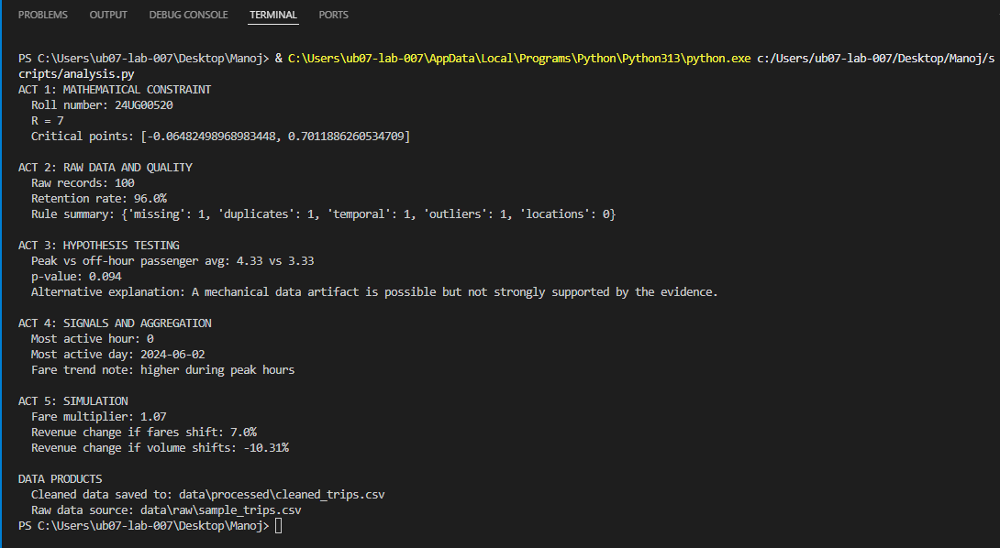 PROBLEMS OUTPUT DEBUG CONSOLE TERMINAL PORTS
PS C:\Users\ub07-lab-007\Desktop\Manoj> & C:\Users\ub07-lab-007\AppData\Local\Programs\Python\Python313\python.exe c:/Users/ub07-lab-007/Desktop/Manoj/s
cripts/analysis.py
ACT 1: MATHEMATICAL CONSTRAINT
Roll number: 24UG00520
R = 7
Critical points: [-0.06482498968983448, 0.7011886260534709]
ACT 2: RAW DATA AND QUALITY
Raw records: 100
Retention rate: 96.0%
Rule summary: {'missing': 1, 'duplicates': 1, 'temporal': 1, 'outliers': 1, 'locations': 0}
ACT 3: HYPOTHESIS TESTING
Peak vs off-hour passenger avg: 4.33 vs 3.33
p-value: 0.094
Alternative explanation: A mechanical data artifact is possible but not strongly supported by the evidence.
ACT 4: SIGNALS AND AGGREGATION
Most active hour: 0
Most active day: 2024-06-02
Fare trend note: higher during peak hours
ACT 5: SIMULATION
Fare multiplier: 1.07
Revenue change if fares shift: 7.0%
Revenue change if volume shifts: -10.31%
DATA PRODUCTS
Cleaned data saved to: data\processed\cleaned_trips.csv
Raw data source: data\raw\sample_trips.csv
PS C:\Users\ub07-lab-007\Desktop\Manoj>